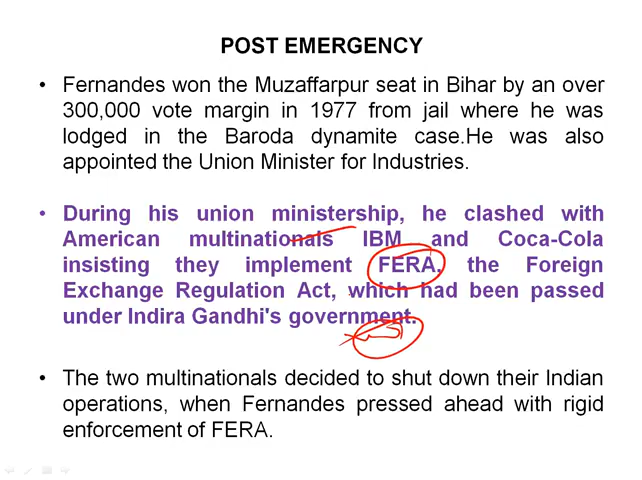 POST EMERGENCY
• Fernandes won the Muzaffarpur seat in Bihar by an over
300,000 vote margin in 1977 from jail where he was
lodged in the Baroda dynamite case.He was also
appointed the Union Minister for Industries.
• During his union ministership, he clashed with
American multinationals IBM and Coca-Cola
insisting they implement FERA, the Foreign
Exchange Regulation Act, which had been passed
under Indira Gandhi's government.
• The two multinationals decided to shut down their Indian
operations, when Fernandes pressed ahead with rigid
enforcement of FERA.